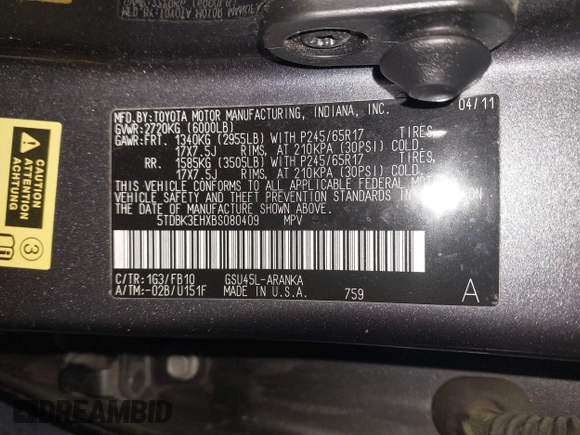 MFD.BY:TOYOTA MOTOR MANUFACTURING, INDIANA, INC. 04/11
GVWR: 2720KG (6000LB)
GAWR:FRT. 1340KG (2955LB) WITH P245/65R17 TIRES,
17X7.5J RIMS, AT 210KPA (30PSI) COLD.
RR. 1585KG (3505LB) WITH P245/65R17 TIRES,
17X7.5J RIMS, AT 210KPA (30PSI) COLD.
THIS VEHICLE CONFORMS TO ALL APPLICABLE FEDERAL MOTOR
VEHICLE SAFETY AND THEFT PREVENTION STANDARDS IN
EFFECT ON THE DATE OF MANUFACTURE SHOWN ABOVE.
5TDBK3EHXBS080409 MPV
C/TR:1G3/FB10 GSU45L-ARANKA
A/TM:-02B/U151F MADE IN U.S.A. 759 A
CAUTION
ATTENTION
ACHTUNG
3
DREAMBID